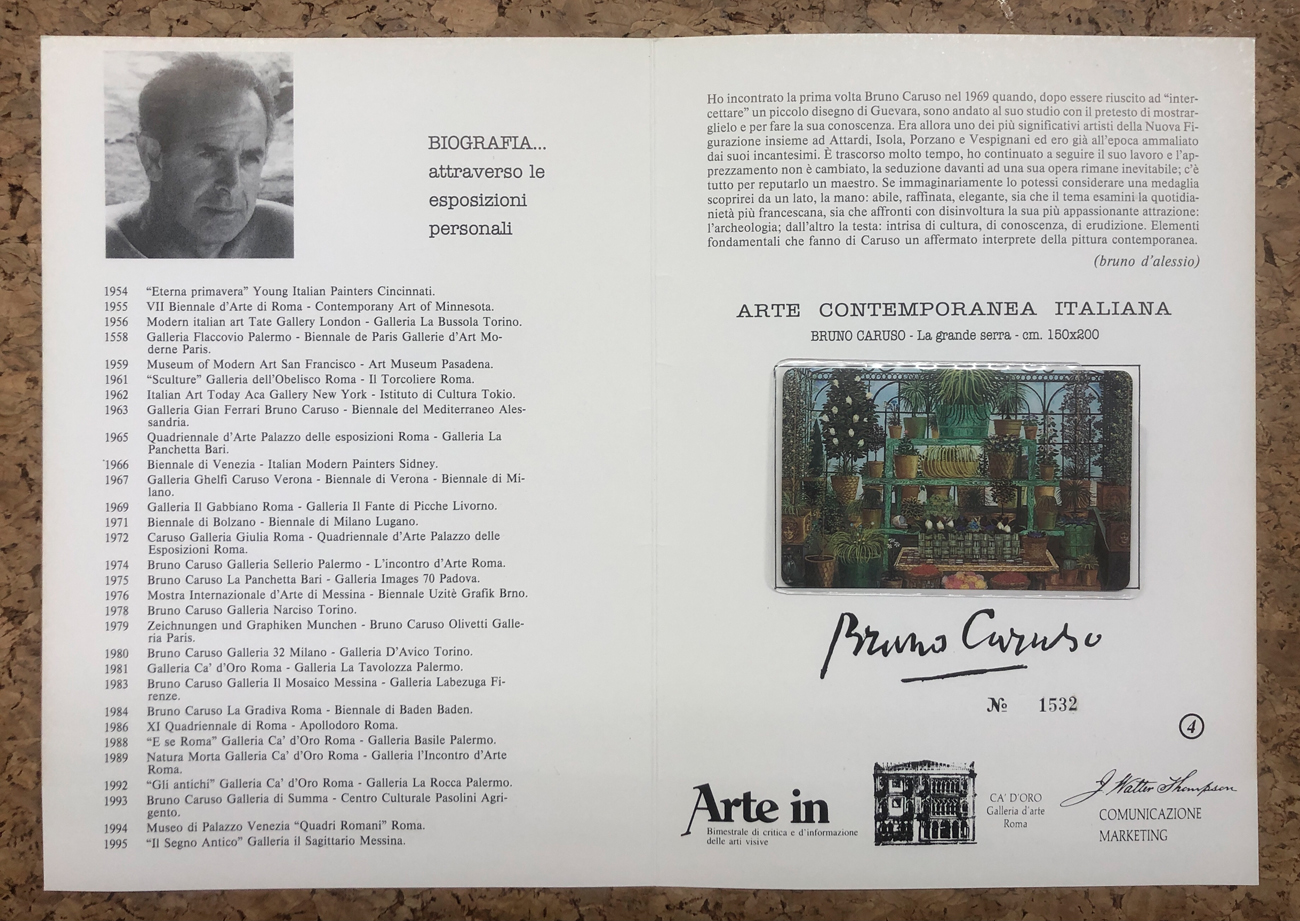 BIOGRAFIA...
attraverso le
esposizioni
personali
1954 "Eterna primavera" Young Italian Painters Cincinnati.
1955 VII Biennale d'Arte di Roma - Contemporany Art of Minnesota.
1956 Modern italian art Tate Gallery London - Galleria La Bussola Torino.
1558 Galleria Flaccovio Palermo - Biennale de Paris Gallerie d'Art Mo-
derne Paris.
1959 Museum of Modern Art San Francisco - Art Museum Pasadena.
1961 "Sculture" Galleria dell'Obelisco Roma - Il Torcoliere Roma.
1962 Italian Art Today Aca Gallery New York - Istituto di Cultura Tokio.
1963 Galleria Gian Ferrari Bruno Caruso - Biennale del Mediterraneo Ales-
sandria.
1965 Quadriennale d'Arte Palazzo delle esposizioni Roma - Galleria La
Panchetta Bari.
1966 Biennale di Venezia - Italian Modern Painters Sidney.
1967 Galleria Ghelfi Caruso Verona - Biennale di Verona - Biennale di Mi-
lano.
1969 Galleria Il Gabbiano Roma - Galleria Il Fante di Picche Livorno.
1971 Biennale di Bolzano - Biennale di Milano Lugano.
1972 Caruso Galleria Giulia Roma - Quadriennale d'Arte Palazzo delle
Esposizioni Roma.
1974 Bruno Caruso Galleria Sellerio Palermo - L'incontro d'Arte Roma.
1975 Bruno Caruso La Panchetta Bari - Galleria Images 70 Padova.
1976 Mostra Internazionale d'Arte di Messina - Biennale Uzitè Grafik Brno.
1978 Bruno Caruso Galleria Narciso Torino.
1979 Zeichnungen und Graphiken Munchen - Bruno Caruso Olivetti Galle-
ria Paris.
1980 Bruno Caruso Galleria 32 Milano - Galleria D'Avico Torino.
1981 Galleria Ca' d'Oro Roma - Galleria La Tavolozza Palermo.
1983 Bruno Caruso Galleria Il Mosaico Messina - Galleria Labezuga Fi-
renze.
1984 Bruno Caruso La Gradiva Roma - Biennale di Baden Baden.
1986 XI Quadriennale di Roma - Apollodoro Roma.
1988 "E se Roma" Galleria Ca' d'Oro Roma - Galleria Basile Palermo.
1989 Natura Morta Galleria Ca' d'Oro Roma - Galleria l'Incontro d'Arte
Roma.
1992 "Gli antichi" Galleria Ca' d'Oro Roma - Galleria La Rocca Palermo.
1993 Bruno Caruso Galleria di Summa - Centro Culturale Pasolini Agri-
gento.
1994 Museo di Palazzo Venezia "Quadri Romani" Roma.
1995 "Il Segno Antico" Galleria il Sagittario Messina.
Ho incontrato la prima volta Bruno Caruso nel 1969 quando, dopo essere riuscito ad "inter-
cettare" un piccolo disegno di Guevara, sono andato al suo studio con il pretesto di mostrar-
glielo e per fare la sua conoscenza. Era allora uno dei più significativi artisti della Nuova Fi-
gurazione insieme ad Attardi, Isola, Porzano e Vespignani ed ero già all'epoca ammaliato
dai suoi incantesimi. È trascorso molto tempo, ho continuato a seguire il suo lavoro e l'ap-
prezzamento non è cambiato, la seduzione davanti ad una sua opera rimane inevitabile; c'è
tutto per reputarlo un maestro. Se immaginariamente lo potessi considerare una medaglia
scoprirei da un lato, la mano: abile, raffinata, elegante, sia che il tema esamini la quotidia-
nietà più francescana, sia che affronti con disinvoltura la sua più appassionante attrazione:
l'archeologia; dall'altro la testa: intrisa di cultura, di conoscenza, di erudizione. Elementi
fondamentali che fanno di Caruso un affermato interprete della pittura contemporanea.
(bruno d'alessio)
ARTE CONTEMPORANEA ITALIANA
BRUNO CARUSO - La grande serra - cm. 150x200
Bruno Caruso
№ 1532
4
Arte in
Bimestrale di critica e d'informazione
delle arti visive
CA' D'ORO
Galleria d'arte
Roma
J. Walter Thompson
COMUNICAZIONE
MARKETING